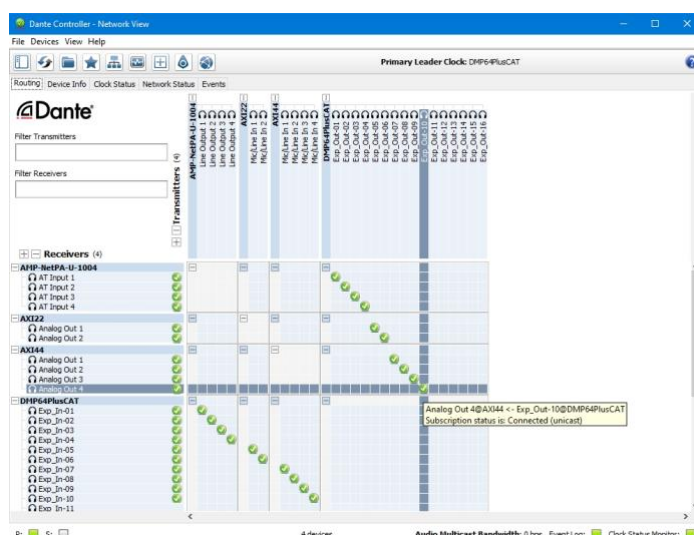 Dante Controller - Network View
File Devices View Help
Primary Leader Clock: DMP64PlusCAT
Routing Device Info Clock Status Network Status Events
Dante
Filter Transmitters
Filter Receivers
Transmitters (4)
AMP-NetPA-U-1004
Line Output 1
Line Output 2
Line Output 3
Line Output 4
AXI22
Mic/Line In 1
Mic/Line In 2
AXI44
Mic/Line In 1
Mic/Line In 2
Mic/Line In 3
Mic/Line In 4
DMP64PlusCAT
Exp_Out-01
Exp_Out-02
Exp_Out-03
Exp_Out-04
Exp_Out-05
Exp_Out-06
Exp_Out-07
Exp_Out-08
Exp_Out-09
Exp_Out-10
Exp_Out-11
Exp_Out-12
Exp_Out-13
Exp_Out-14
Exp_Out-15
Exp_Out-16
Receivers (4)
AMP-NetPA-U-1004
AT Input 1
AT Input 2
AT Input 3
AT Input 4
AXI22
Analog Out 1
Analog Out 2
AXI44
Analog Out 1
Analog Out 2
Analog Out 3
Analog Out 4
Analog Out 4@AXI44 <- Exp_Out-10@DMP64PlusCAT
Subscription status is: Connected (unicast)
DMP64PlusCAT
Exp_In-01
Exp_In-02
Exp_In-03
Exp_In-04
Exp_In-05
Exp_In-06
Exp_In-07
Exp_In-08
Exp_In-09
Exp_In-10
Exp_In-11
P: S: 4 devices Audio Multicast Bandwidth: 0 bps Event Log: Clock Status Monitor: